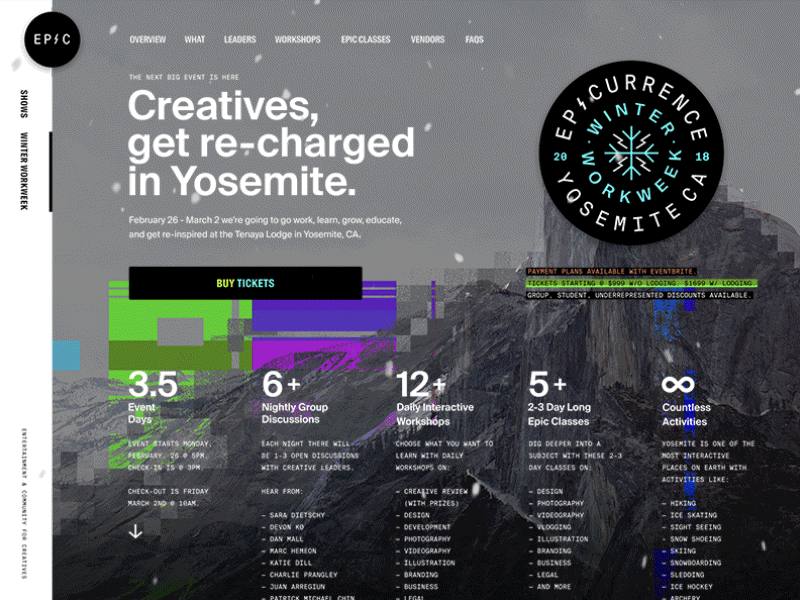 EPIC
OVERVIEW WHAT LEADERS WORKSHOPS EPIC CLASSES VENDORS FAQS
SHOWS WINTER WORKWEEK
ENTERTAINMENT & COMMUNITY FOR CREATIVES
THE NEXT BIG EVENT IS HERE
Creatives,
get re-charged
in Yosemite.
February 26 - March 2 we're going to go work, learn, grow, educate,
and get re-inspired at the Tenaya Lodge in Yosemite, CA.
EPICURRENCE
WINTER
20 18
WORKWEEK
YOSEMITE CA
BUY TICKETS
PAYMENT PLANS AVAILABLE WITH EVENTBRITE.
TICKETS STARTING @ $999 W/O LODGING, $1699 W/ LODGING
GROUP, STUDENT, UNDERREPRESENTED DISCOUNTS AVAILABLE.
3.5
Event
Days
EVENT STARTS MONDAY,
FEBRUARY. 26 @ 5PM.
CHECK-IN IS @ 3PM.
CHECK-OUT IS FRIDAY
MARCH 2ND @ 10AM.
6+
Nightly Group
Discussions
EACH NIGHT THERE WILL
BE 1-3 OPEN DISCUSSIONS
WITH CREATIVE LEADERS.
HEAR FROM:
– SARA DIETSCHY
– DEVON KO
– DAN MALL
– MARC HEMEON
– KATIE DILL
– CHARLIE PRANGLEY
– JUAN ARREGIUN
– PATRICK MICHAEL CHIN
12+
Daily Interactive
Workshops
CHOOSE WHAT YOU WANT TO
LEARN WITH DAILY
WORKSHOPS ON:
– CREATIVE REVIEW
(WITH PRIZES)
– DESIGN
– DEVELOPMENT
– PHOTOGRAPHY
– VIDEOGRAPHY
– ILLUSTRATION
– BRANDING
– BUSINESS
– LEGAL
5+
2-3 Day Long
Epic Classes
DIG DEEPER INTO A
SUBJECT WITH THESE 2-3
DAY CLASSES ON:
– DESIGN
– PHOTOGRAPHY
– VIDEOGRAPHY
– VLOGGING
– ILLUSTRATION
– BRANDING
– BUSINESS
– LEGAL
– AND MORE
∞
Countless
Activities
YOSEMITE IS ONE OF THE
MOST INTERACTIVE
PLACES ON EARTH WITH
ACTIVITIES LIKE:
– HIKING
– ICE SKATING
– SIGHT SEEING
– SNOW SHOEING
– SKIING
– SNOWBOARDING
– SLEDDING
– ICE HOCKEY
– ARCHERY